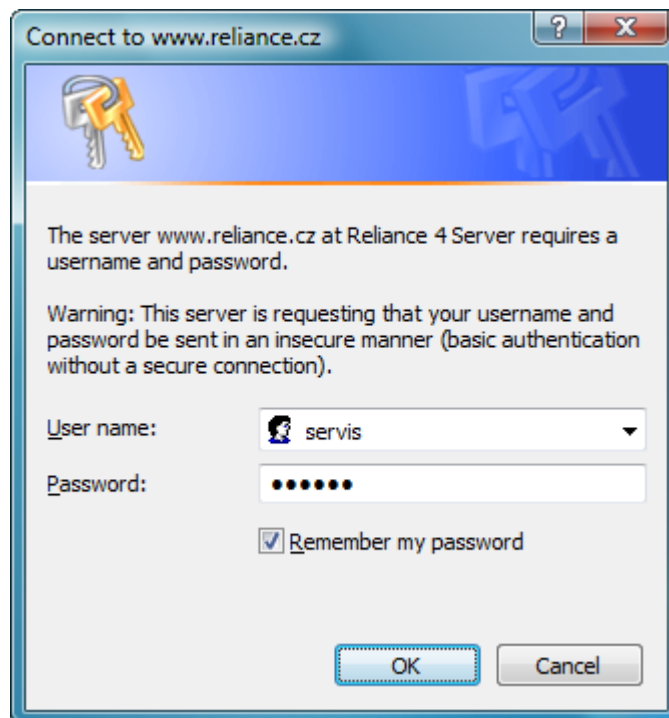 Connect to www.reliance.cz
The server www.reliance.cz at Reliance 4 Server requires a
username and password.
Warning: This server is requesting that your username and
password be sent in an insecure manner (basic authentication
without a secure connection).
User name: servis
Password: ●●●●●●
Remember my password
OK Cancel